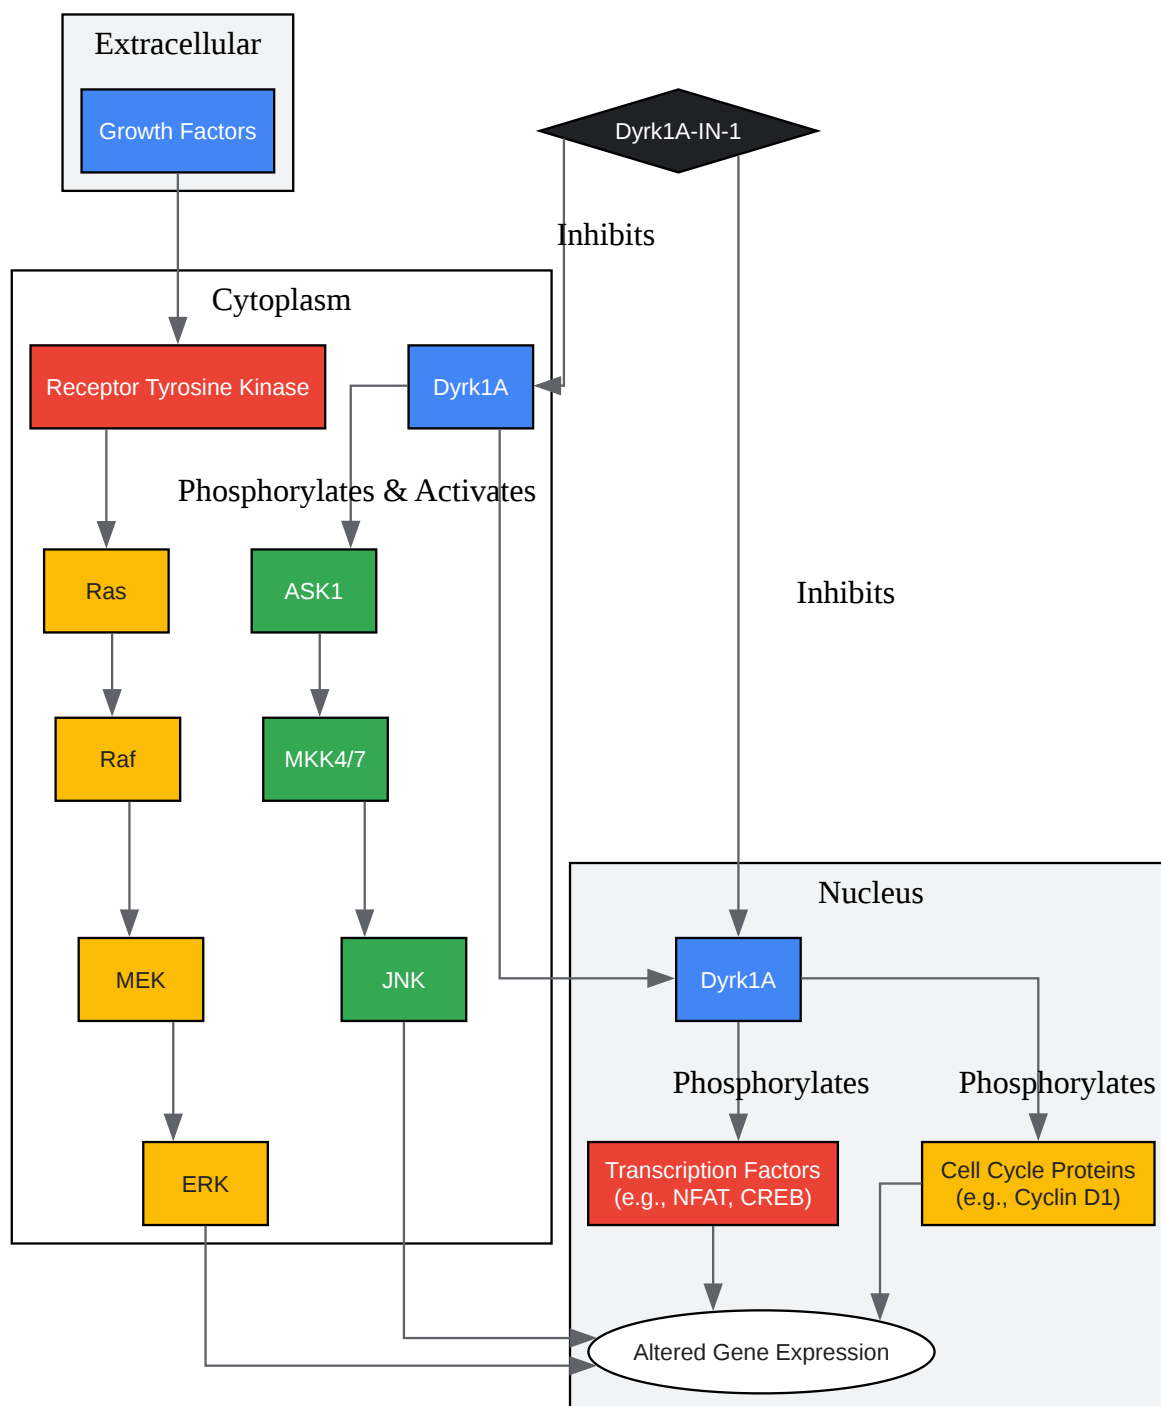 Extracellular
Growth Factors
Dyrk1A-IN-1
Inhibits
Cytoplasm
Receptor Tyrosine Kinase
Dyrk1A
Phosphorylates & Activates
Ras
ASK1
Inhibits
Raf
MKK4/7
Nucleus
MEK
JNK
Dyrk1A
Phosphorylates
Phosphorylates
ERK
Transcription Factors
(e.g., NFAT, CREB)
Cell Cycle Proteins
(e.g., Cyclin D1)
Altered Gene Expression